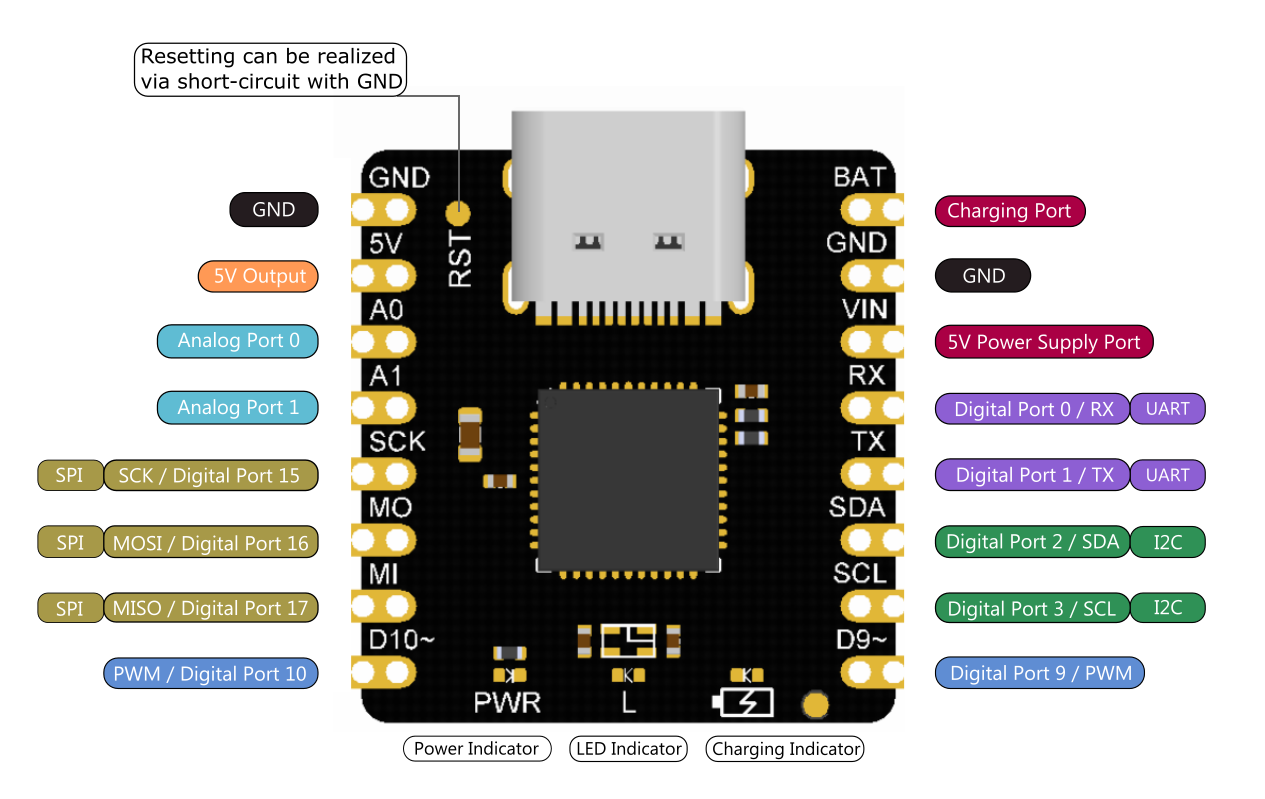 Resetting can be realized
via short-circuit with GND
GND
BAT
GND
Charging Port
RST
5V
GND
5V Output
GND
A0
VIN
Analog Port 0
5V Power Supply Port
A1
RX
Analog Port 1
Digital Port 0 / RX
UART
SCK
TX
SPI
SCK / Digital Port 15
Digital Port 1 / TX
UART
MO
SDA
SPI
MOSI / Digital Port 16
Digital Port 2 / SDA
I2C
MI
SCL
SPI
MISO / Digital Port 17
Digital Port 3 / SCL
I2C
D10~
D9~
PWM / Digital Port 10
Digital Port 9 / PWM
PWR
L
Power Indicator
LED Indicator
Charging Indicator